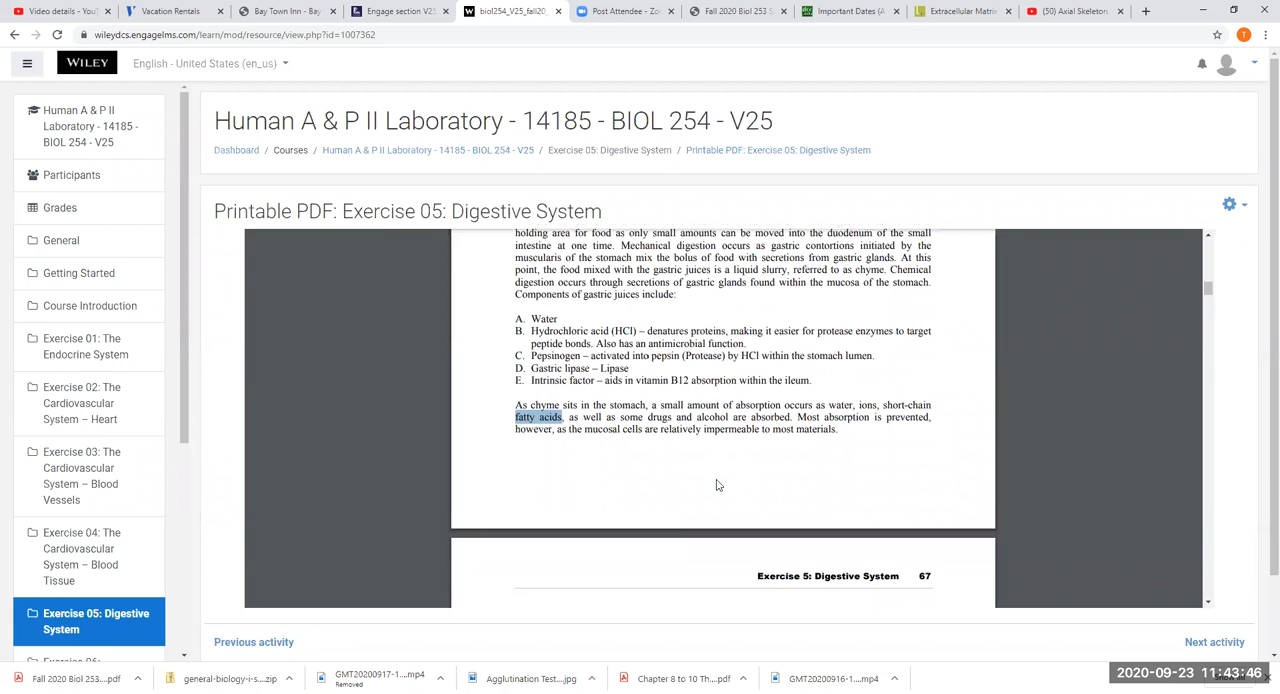 Video details - YouT
Vacation Rentals
Bay Town Inn - Bay
Engage section V25
biol254_V25_fall20_
Post Attendee - Zo
Fall 2020 Biol 253 S
Important Dates (A
Extracellular Matri
(50) Axial Skeleton
wileydcs.engagelms.com/learn/mod/resource/view.php?id=1007362
T
WILEY
English - United States (en_us)
Human A & P II
Laboratory - 14185 -
BIOL 254 - V25
Participants
Grades
General
Getting Started
Course Introduction
Exercise 01: The
Endocrine System
Exercise 02: The
Cardiovascular
System – Heart
Exercise 03: The
Cardiovascular
System – Blood
Vessels
Exercise 04: The
Cardiovascular
System – Blood
Tissue
Exercise 05: Digestive
System
Human A & P II Laboratory - 14185 - BIOL 254 - V25
Dashboard / Courses / Human A & P II Laboratory - 14185 - BIOL 254 - V25 / Exercise 05: Digestive System / Printable PDF: Exercise 05: Digestive System
Printable PDF: Exercise 05: Digestive System
holding area for food as only small amounts can be moved into the duodenum of the small
intestine at one time. Mechanical digestion occurs as gastric contortions initiated by the
muscularis of the stomach mix the bolus of food with secretions from gastric glands. At this
point, the food mixed with the gastric juices is a liquid slurry, referred to as chyme. Chemical
digestion occurs through secretions of gastric glands found within the mucosa of the stomach.
Components of gastric juices include:
A. Water
B. Hydrochloric acid (HCl) – denatures proteins, making it easier for protease enzymes to target
peptide bonds. Also has an antimicrobial function.
C. Pepsinogen – activated into pepsin (Protease) by HCl within the stomach lumen.
D. Gastric lipase – Lipase
E. Intrinsic factor – aids in vitamin B12 absorption within the ileum.
As chyme sits in the stomach, a small amount of absorption occurs as water, ions, short-chain
fatty acids, as well as some drugs and alcohol are absorbed. Most absorption is prevented,
however, as the mucosal cells are relatively impermeable to most materials.
Exercise 5: Digestive System 67
Previous activity
Next activity
Fall 2020 Biol 253....pdf
general-biology-i-s....zip
GMT20200917-1....mp4
Removed
Agglutination Test....jpg
Chapter 8 to 10 Th....pdf
GMT20200916-1....mp4
2020-09-23 11:43:46